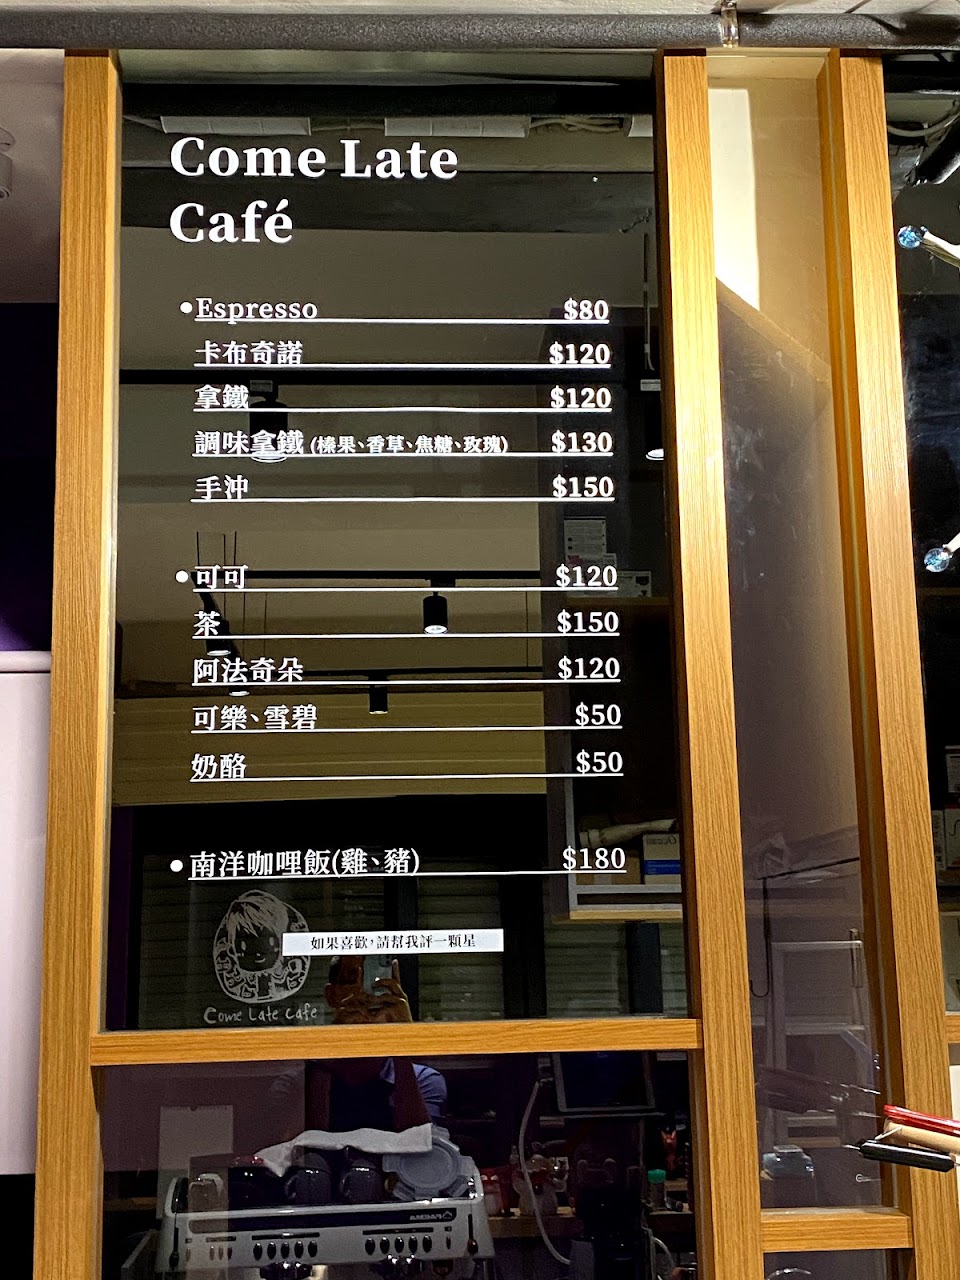 Come Late
Café
•Espresso $80
卡布奇諾 $120
拿鐵 $120
調味拿鐵 (榛果、香草、焦糖、玫瑰) $130
手沖 $150
•可可 $120
茶 $150
阿法奇朵 $120
可樂、雪碧 $50
奶酪 $50
•南洋咖哩飯(雞、豬) $180
如果喜歡，請幫我評一顆星
Come Late Cafe